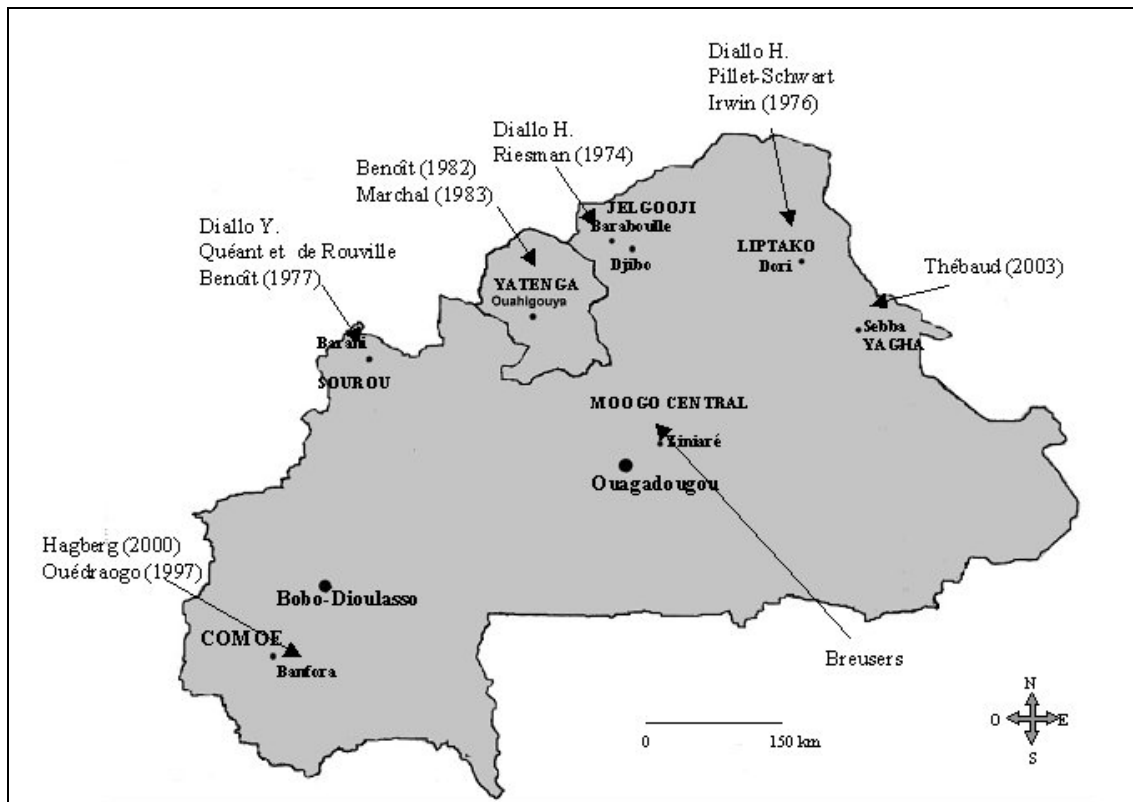 Diallo H.
Pillet-Schwart
Irwin (1976)
Diallo H.
Riesman (1974)
Benoît (1982)
Marchal (1983)
Diallo Y.
Quéant et de Rouville
Benoît (1977)
JELGOOJI
Baraboulle
Djibo
LIPTAKO
Dori
Thébaud (2003)
YATENGA
Ouahigouya
Sebba
YAGHA
Barani
SOUROU
MOOGO CENTRAL
Ziniaré
Ouagadougou
Hagberg (2000)
Ouédraogo (1997)
Bobo-Dioulasso
COMOE
Banfora
Breusers
N
O
E
S
0
150 km